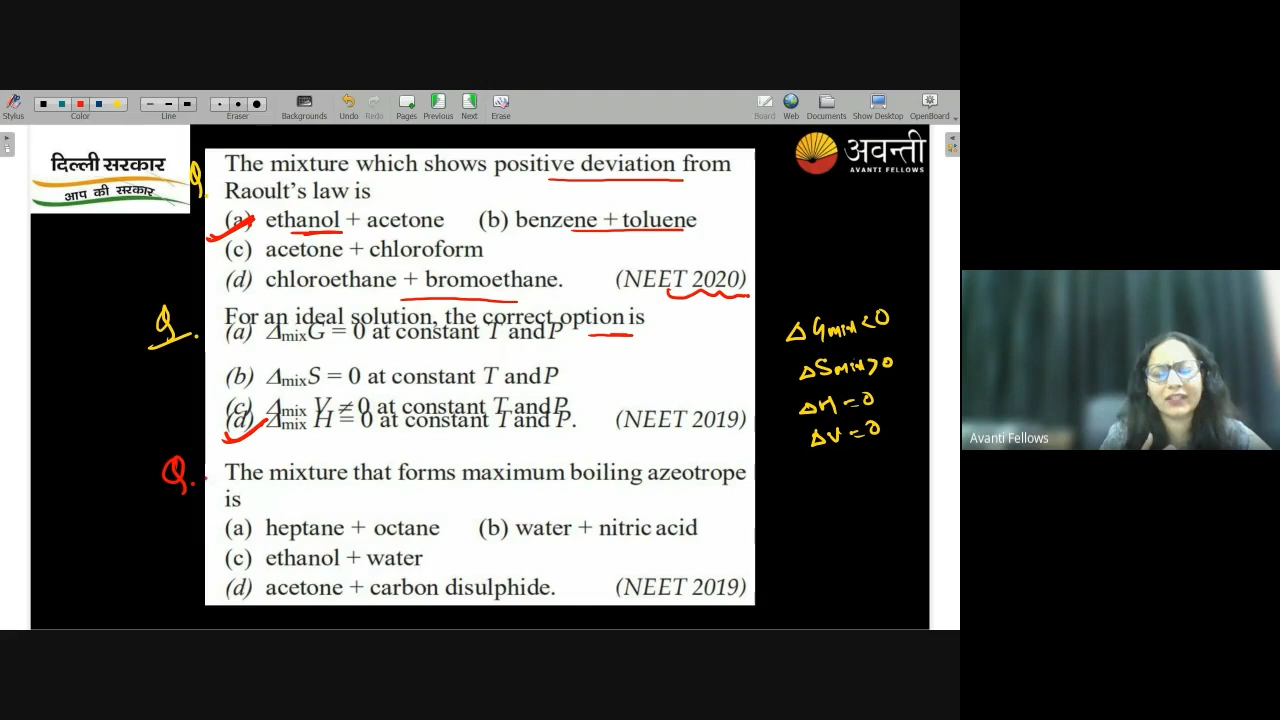 Stylus
Color
Line
Eraser
Backgrounds
Undo
Redo
Pages
Previous
Next
Erase
Board
Web
Documents
Show Desktop
OpenBoard
दिल्ली सरकार
आप की सरकार
अवन्ती
AVANTI FELLOWS
Q.
The mixture which shows positive deviation from
Raoult's law is
(a) ethanol + acetone (b) benzene + toluene
(c) acetone + chloroform
(d) chloroethane + bromoethane. (NEET 2020)
Q.
For an ideal solution, the correct option is
(a) ΔmixG = 0 at constant T and P
(b) ΔmixS = 0 at constant T and P
(c) Δmix V ≠ 0 at constant T and P
(d) Δmix H = 0 at constant T and P. (NEET 2019)
ΔGmix<0
ΔSmix>0
ΔH=0
ΔV=0
Q.
The mixture that forms maximum boiling azeotrope
is
(a) heptane + octane (b) water + nitric acid
(c) ethanol + water
(d) acetone + carbon disulphide. (NEET 2019)
Avanti Fellows